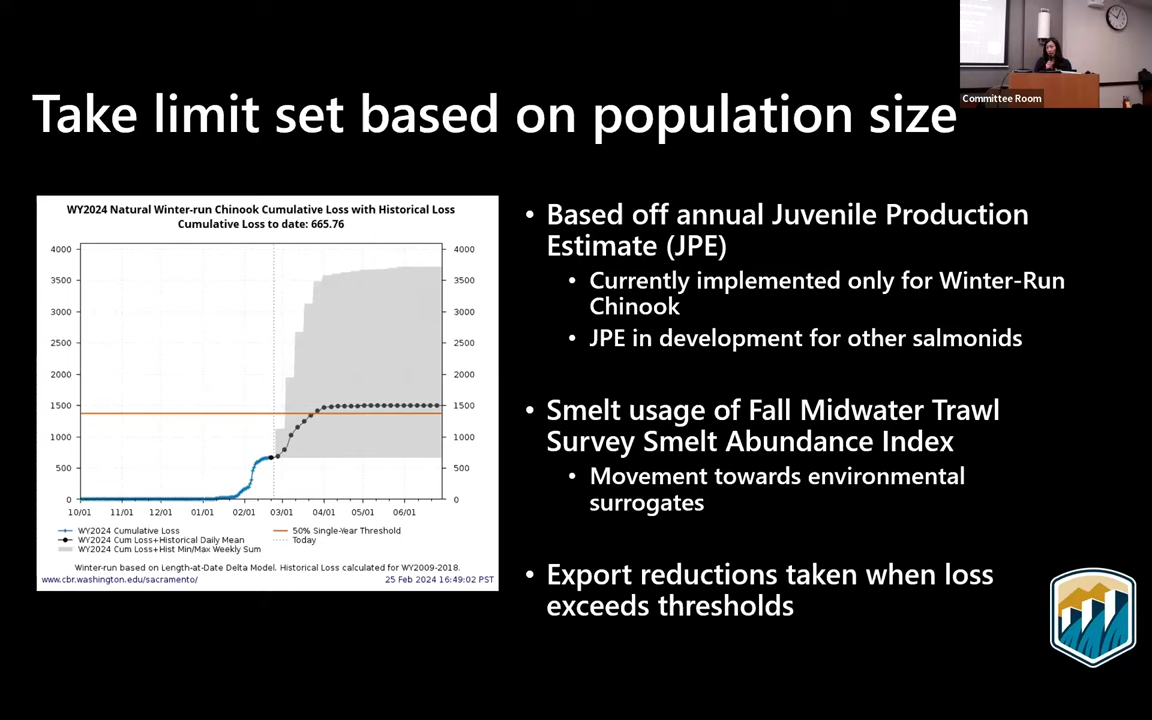 Committee Room
Take limit set based on population size
WY2024 Natural Winter-run Chinook Cumulative Loss with Historical Loss
Cumulative Loss to date: 665.76
4000 4000
3500 3500
3000 3000
2500 2500
2000 2000
1500 1500
1000 1000
500 500
0 0
10/01 11/01 12/01 01/01 02/01 03/01 04/01 05/01 06/01
WY2024 Cumulative Loss
WY2024 Cum Loss+Historical Daily Mean
WY2024 Cum Loss+Hist Min/Max Weekly Sum
50% Single-Year Threshold
Today
Winter-run based on Length-at-Date Delta Model. Historical Loss calculated for WY2009-2018.
www.cbr.washington.edu/sacramento/ 25 Feb 2024 16:49:02 PST
• Based off annual Juvenile Production
Estimate (JPE)
• Currently implemented only for Winter-Run
Chinook
• JPE in development for other salmonids
• Smelt usage of Fall Midwater Trawl
Survey Smelt Abundance Index
• Movement towards environmental
surrogates
• Export reductions taken when loss
exceeds thresholds